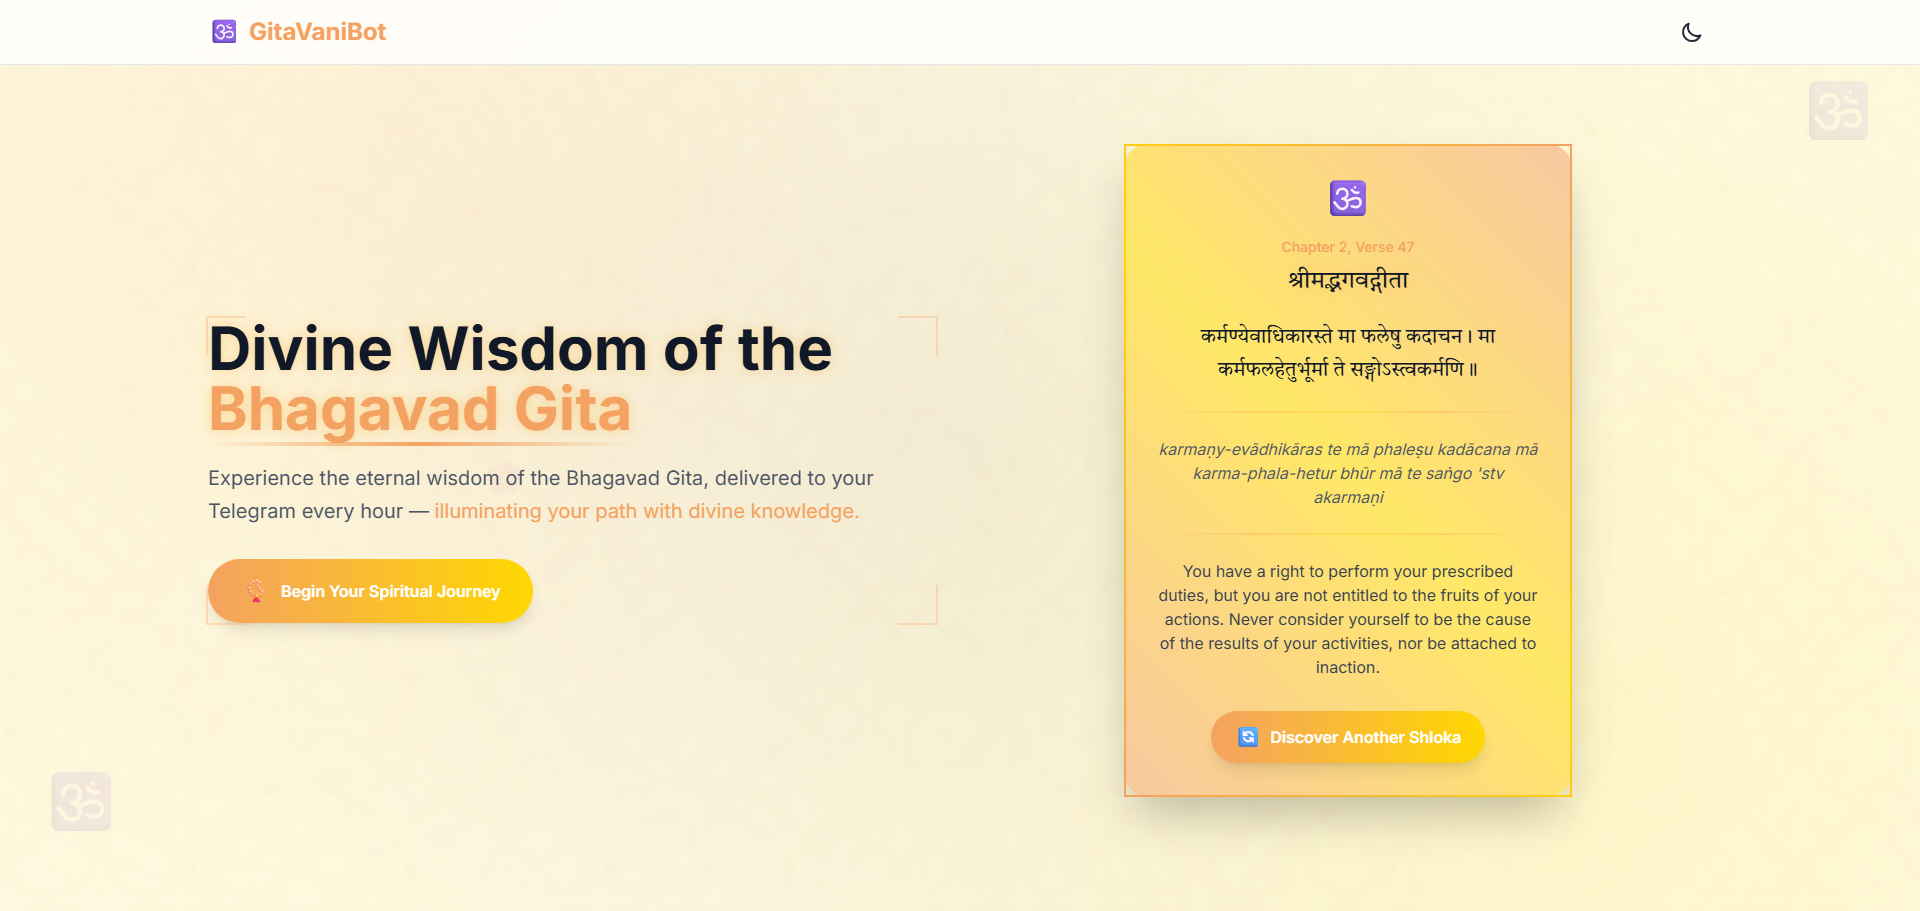 GitaVaniBot
Divine Wisdom of the
Bhagavad Gita
Experience the eternal wisdom of the Bhagavad Gita, delivered to your
Telegram every hour — illuminating your path with divine knowledge.
Begin Your Spiritual Journey
Chapter 2, Verse 47
श्रीमद्भगवद्गीता
कर्मण्येवाधिकारस्ते मा फलेषु कदाचन। मा
कर्मफलहेतुर्भूर्मा ते सङ्गोऽस्त्वकर्मणि॥
karmaṇy-evādhikāras te mā phaleṣu kadācana mā
karma-phala-hetur bhūr mā te saṅgo 'stv
akarmaṇi
You have a right to perform your prescribed
duties, but you are not entitled to the fruits of your
actions. Never consider yourself to be the cause
of the results of your activities, nor be attached to
inaction.
Discover Another Shloka